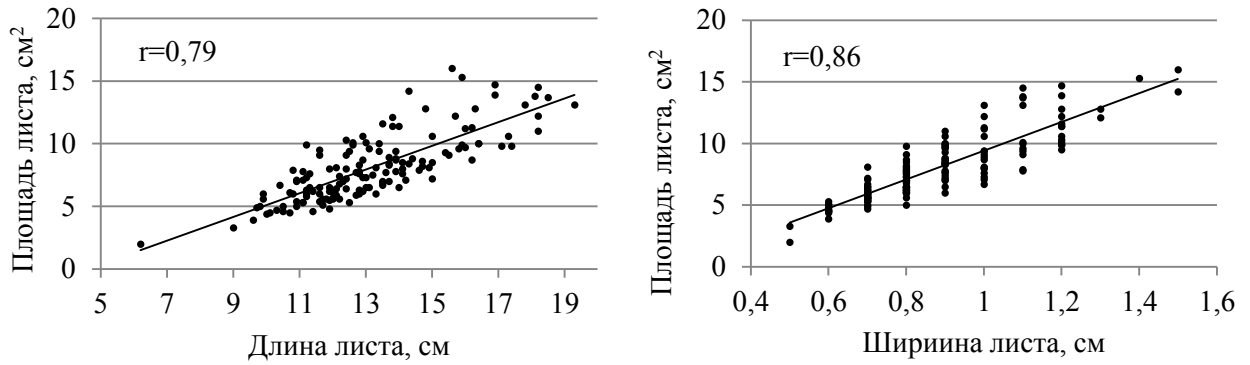 Площадь листа, см²
20
15
10
5
0
r=0,79
5 7 9 11 13 15 17 19
Длина листа, см
Площадь листа, см²
20
15
10
5
0
r=0,86
0,4 0,6 0,8 1 1,2 1,4 1,6
Шириина листа, см